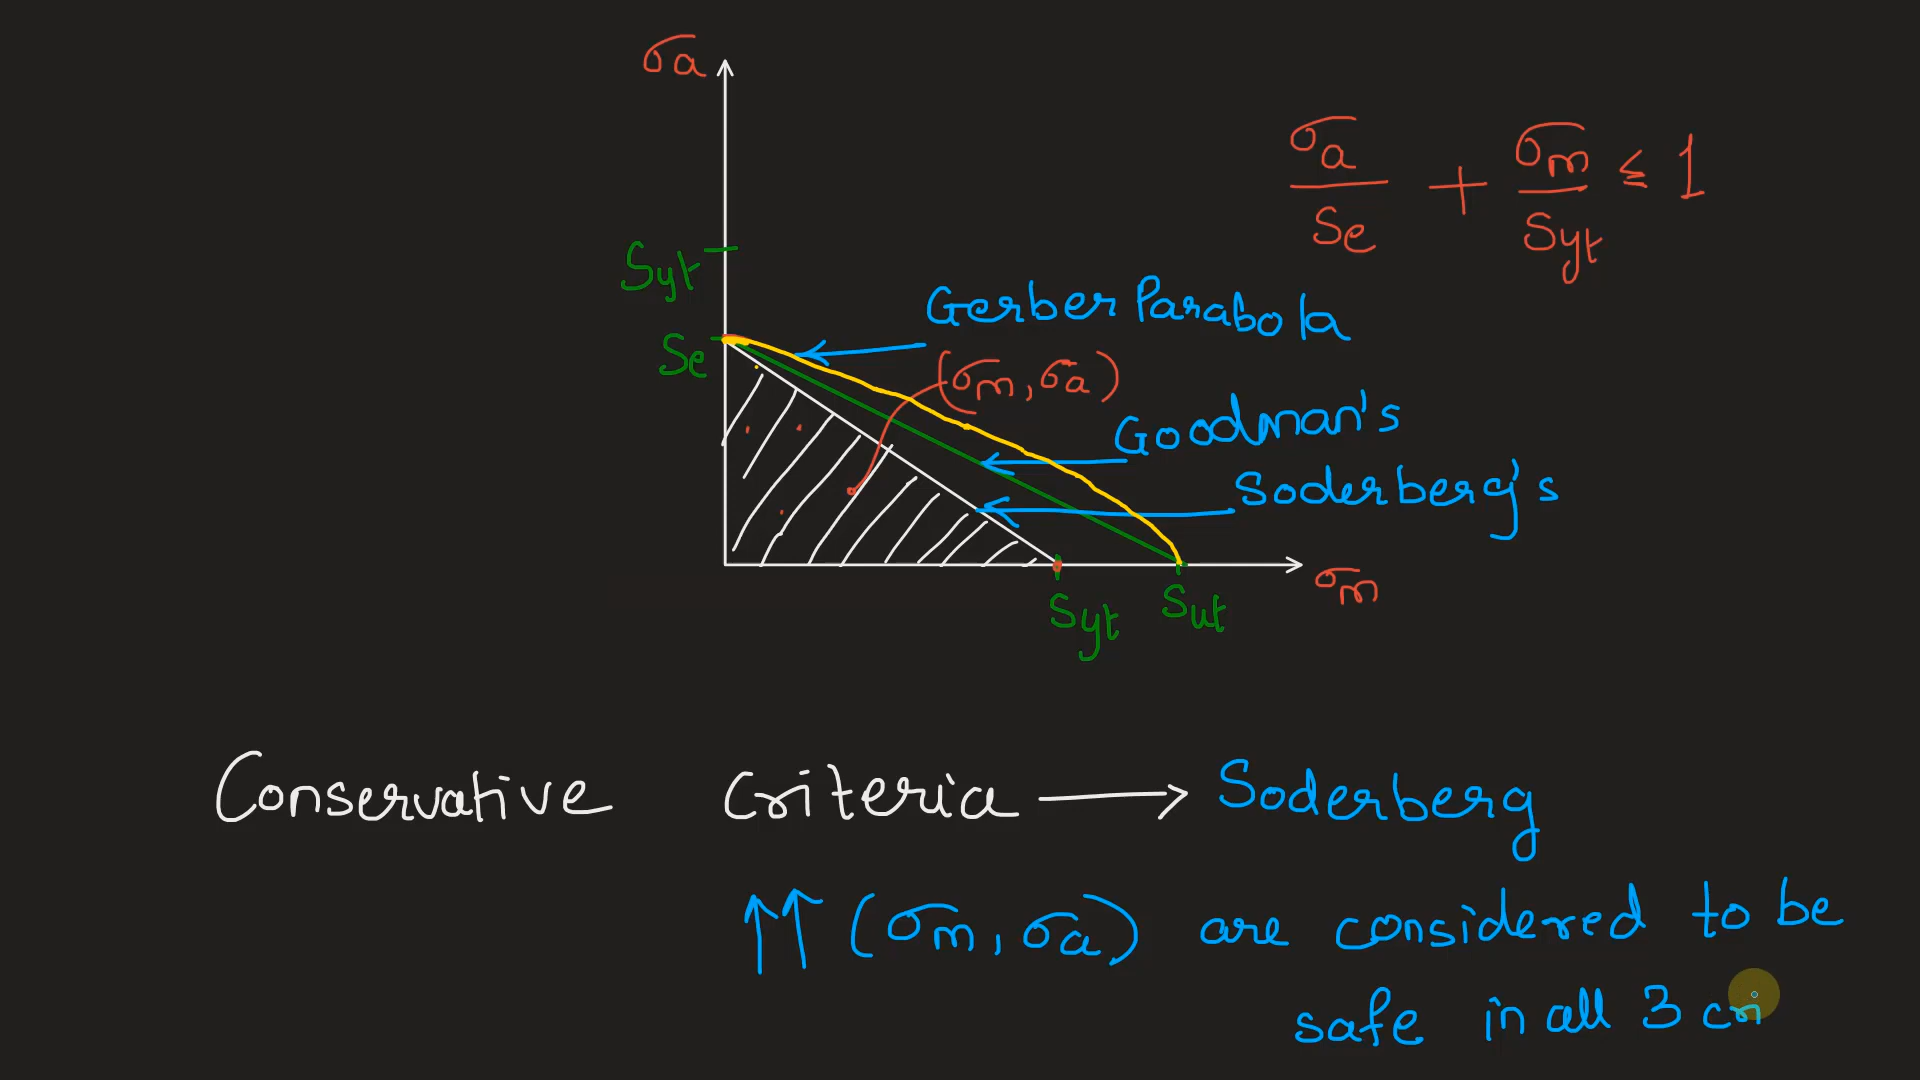 σa
σa/Se + σm/Syt ≤ 1
Syt
Gerber Parabola
Se
(σm, σa)
Goodman's
Soderberg's
σm
Syt
Sut
Conservative Criteria → Soderberg
↑↑ (σm, σa) are considered to be
safe in all 3 cri